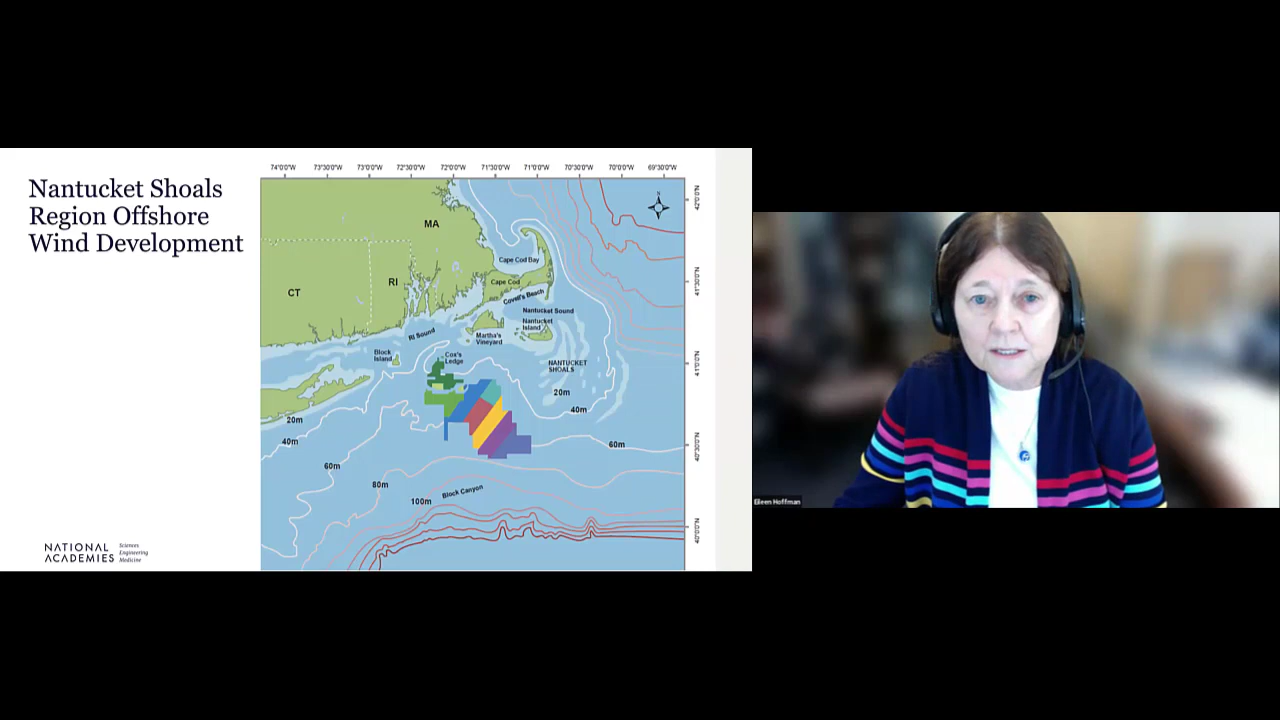 Nantucket Shoals
Region Offshore
Wind Development
74°0'0"W 73°30'0"W 73°0'0"W 72°30'0"W 72°0'0"W 71°30'0"W 71°0'0"W 70°30'0"W 70°0'0"W 69°30'0"W
N
MA
Cape Cod Bay
RI
Cape Cod
CT
Covell's Beach
Nantucket Sound
Nantucket
Island
RI Sound
Martha's
Vineyard
Block
Island
Cox's
Ledge
NANTUCKET
SHOALS
20m
40m
20m
40m
60m
60m
80m
100m
Block Canyon
NATIONAL
ACADEMIES
Sciences
Engineering
Medicine
Eileen Hoffman